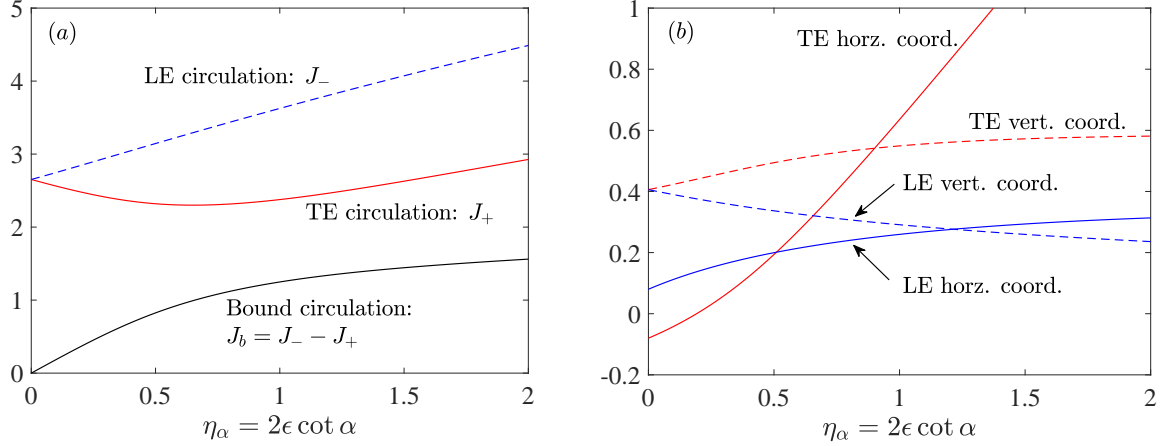 (a)
5
4
3
2
1
0
LE circulation: J₋
TE circulation: J₊
Bound circulation:
J_b = J₋ − J₊
0 0.5 1 1.5 2
η_α = 2ϵ cot α
(b)
1
0.8
0.6
0.4
0.2
0
-0.2
TE horz. coord.
TE vert. coord.
LE vert. coord.
LE horz. coord.
0 0.5 1 1.5 2
η_α = 2ϵ cot α